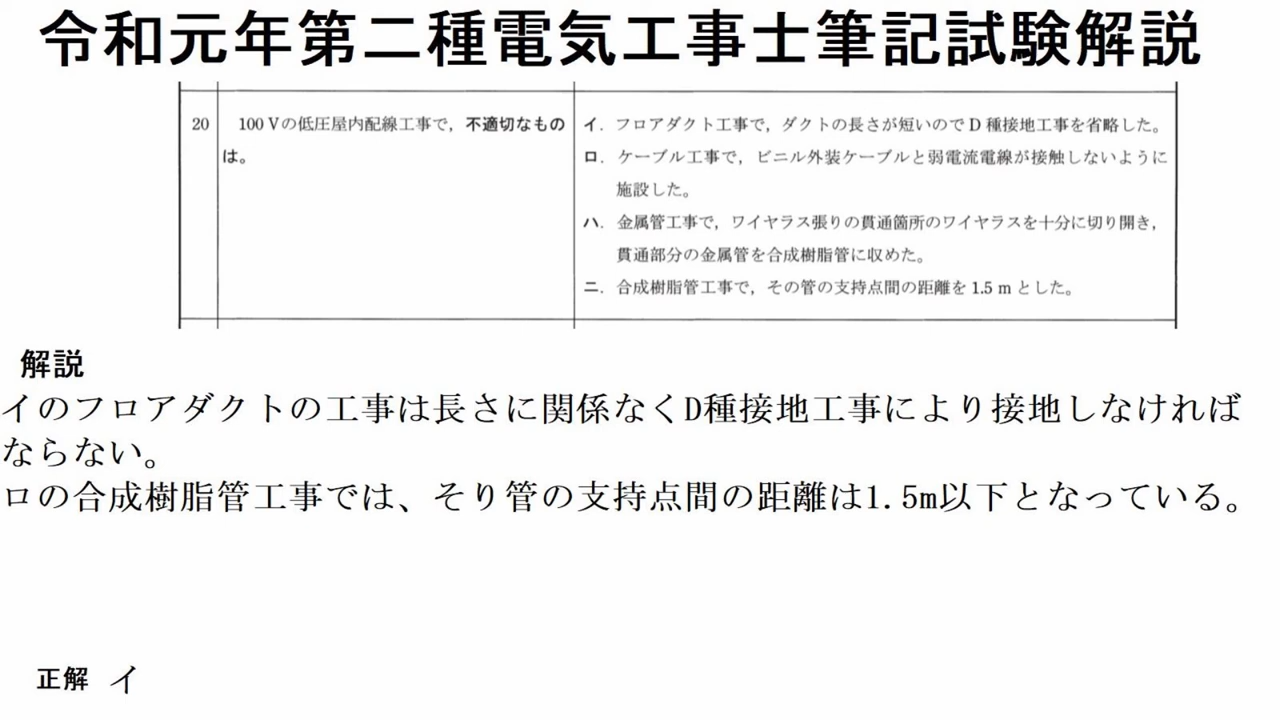 令和元年第二種電気工事士筆記試験解説
20 100 Vの低圧屋内配線工事で，不適切なもの
は。
イ．フロアダクト工事で，ダクトの長さが短いのでD種接地工事を省略した。
ロ．ケーブル工事で，ビニル外装ケーブルと弱電流電線が接触しないように
施設した。
ハ．金属管工事で，ワイヤラス張りの貫通箇所のワイヤラスを十分に切り開き，
貫通部分の金属管を合成樹脂管に収めた。
ニ．合成樹脂管工事で，その管の支持点間の距離を 1.5 m とした。
解説
イのフロアダクトの工事は長さに関係なくD種接地工事により接地しなければ
ならない。
ロの合成樹脂管工事では、そり管の支持点間の距離は1.5m以下となっている。
正解 イ